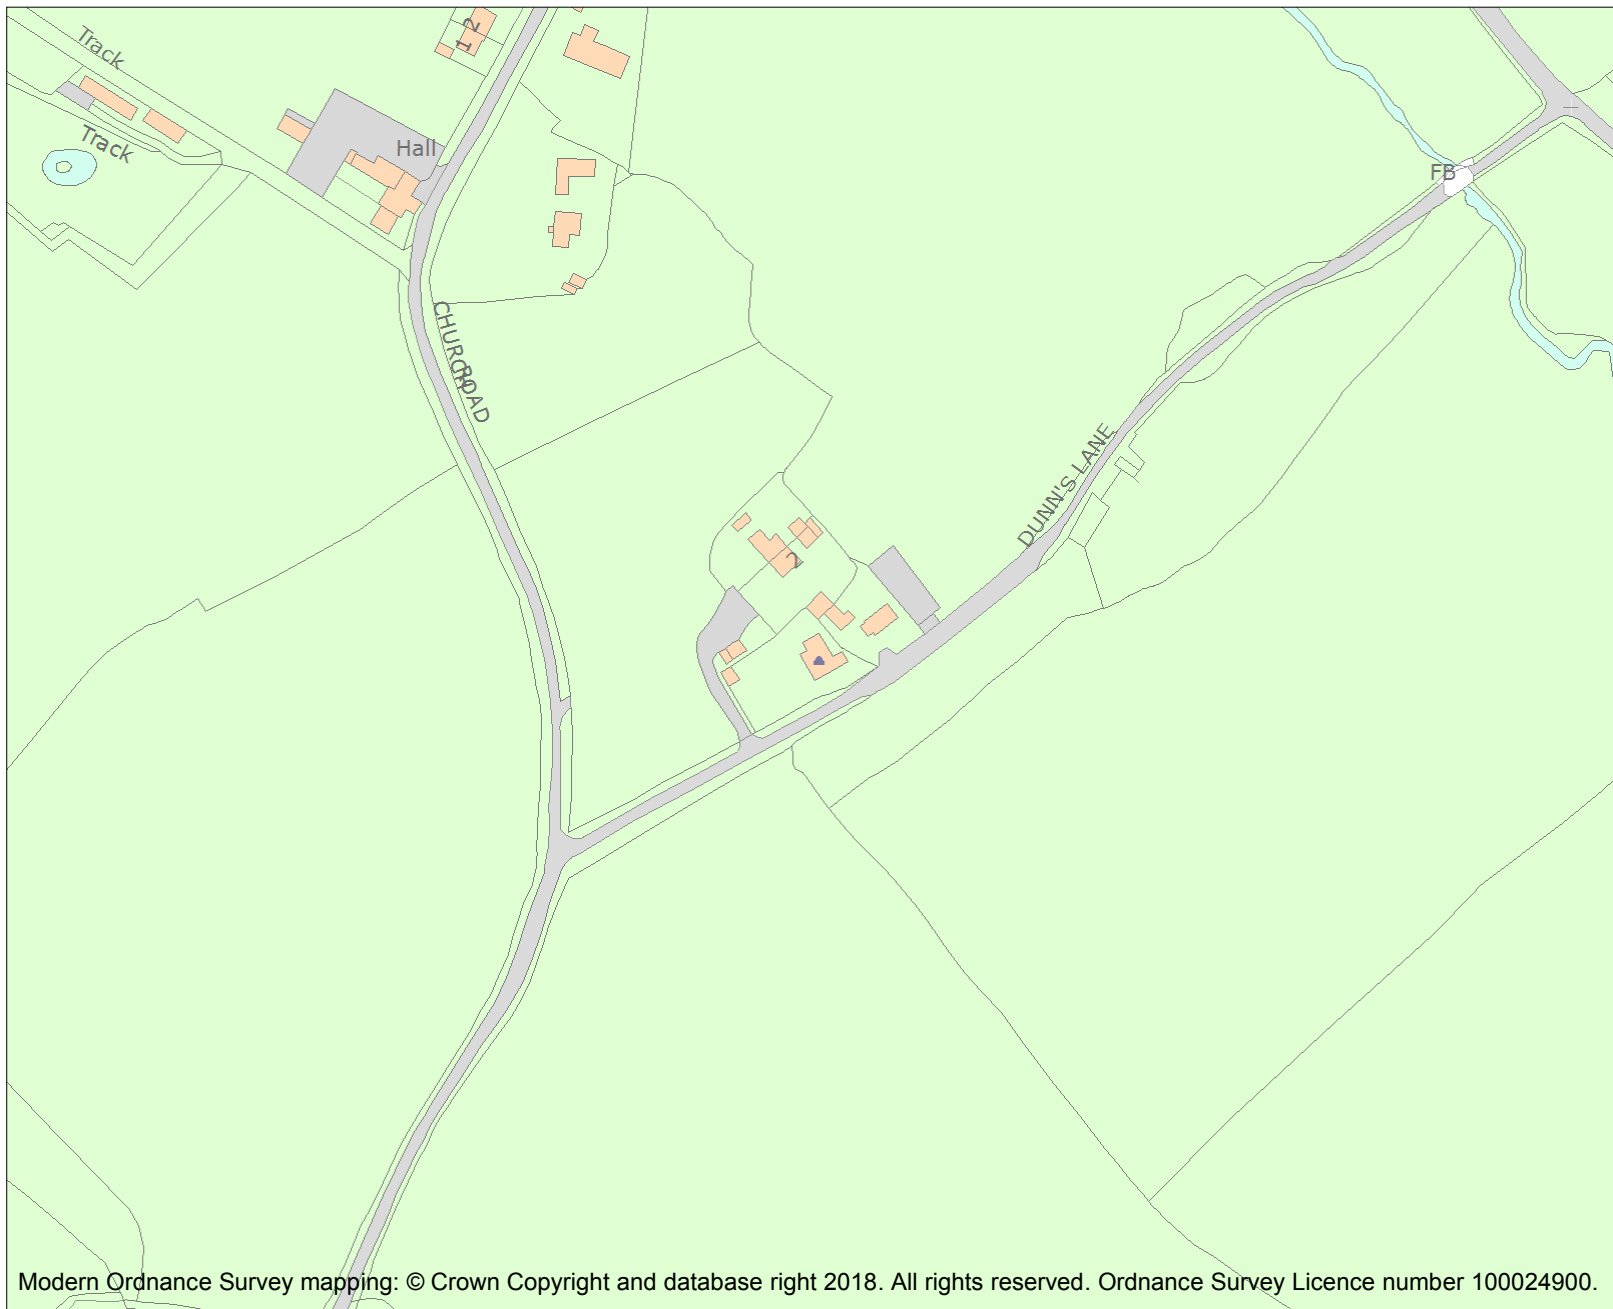 Track
1 2
Track
Hall
FB
CHURCH
ROAD
DUNN'S LANE
2
Modern Ordnance Survey mapping: © Crown Copyright and database right 2018. All rights reserved. Ordnance Survey Licence number 100024900.